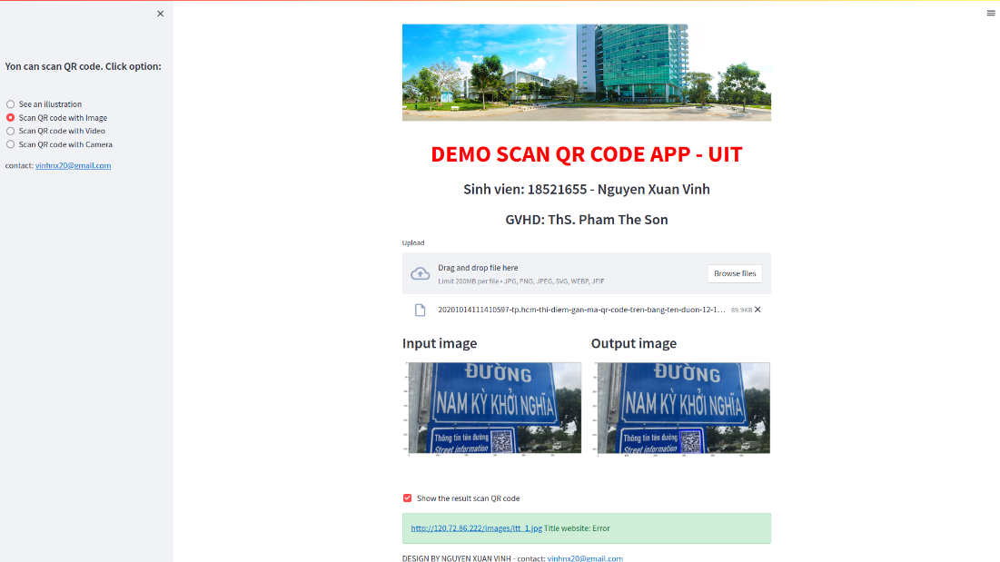 Yon can scan QR code. Click option:
See an illustration
Scan QR code with Image
Scan QR code with Video
Scan QR code with Camera
contact: vinhnx20@gmail.com
DEMO SCAN QR CODE APP - UIT
Sinh vien: 18521655 - Nguyen Xuan Vinh
GVHD: ThS. Pham The Son
Upload
Drag and drop file here
Limit 200MB per file • JPG, PNG, JPEG, SVG, WEBP, JFIF
Browse files
20201014111410597-tp.hcm-thi-diem-gan-ma-qr-code-tren-bang-ten-duon-12-1... 89.9KB
Input image
ĐƯỜNG
NAM KỲ KHỞI NGHĨA
Thông tin tên đường
Street information
Output image
ĐƯỜNG
NAM KỲ KHỞI NGHĨA
Thông tin tên đường
Street information
Show the result scan QR code
http://120.72.86.222/images/ltt_1.jpg Title website: Error
DESIGN BY NGUYEN XUAN VINH - contact: vinhnx20@gmail.com